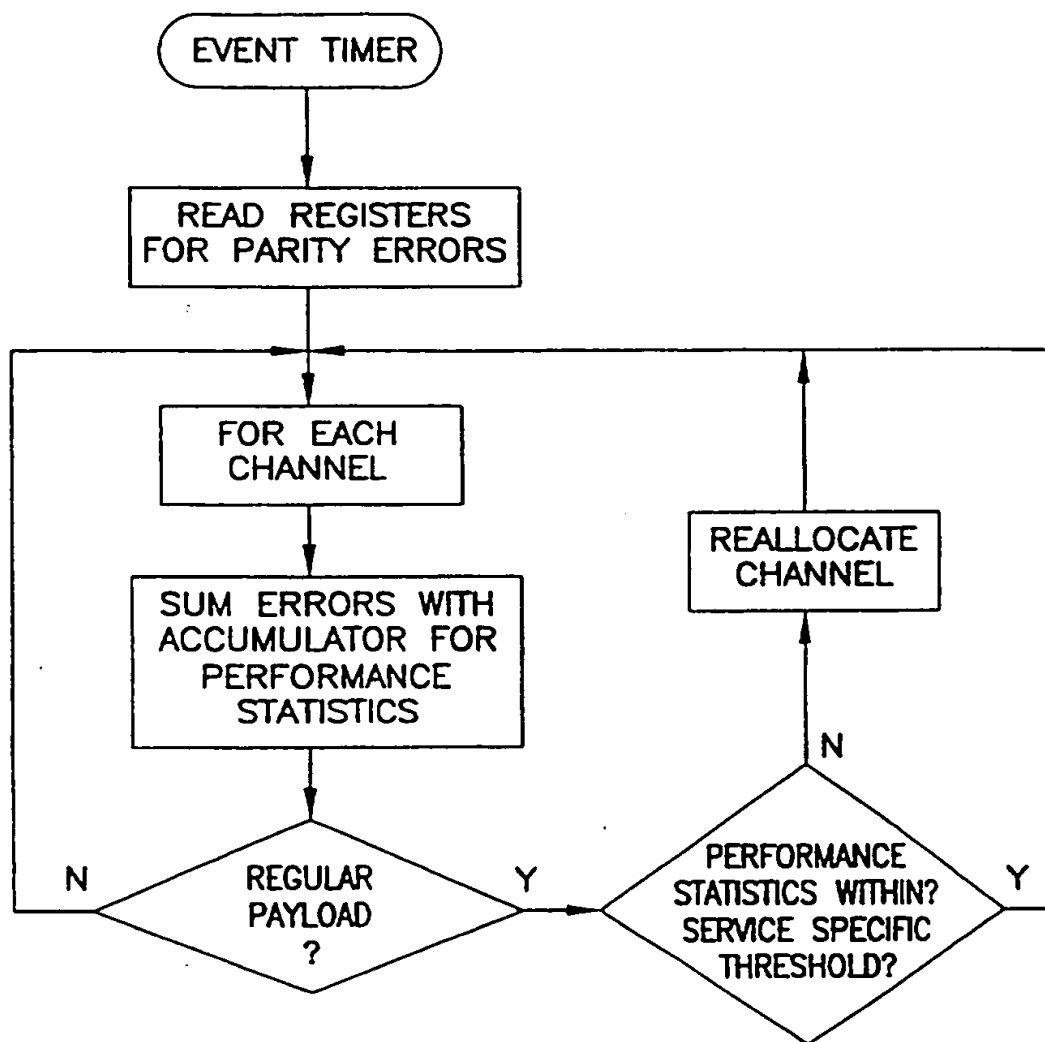 EVENT TIMER
READ REGISTERS
FOR PARITY ERRORS
FOR EACH
CHANNEL
SUM ERRORS WITH
ACCUMULATOR FOR
PERFORMANCE
STATISTICS
REALLOCATE
CHANNEL
N
N
REGULAR
PAYLOAD
?
Y
PERFORMANCE
STATISTICS WITHIN?
SERVICE SPECIFIC
THRESHOLD?
Y